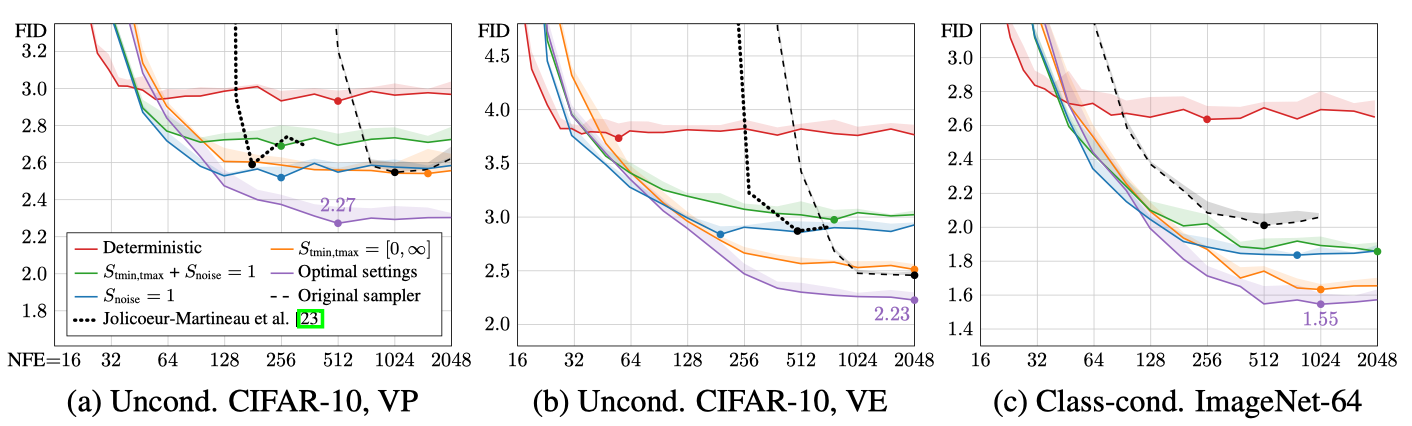 FID
3.2
3.0
2.8
2.6
2.4
2.2
2.0
1.8
2.27
Deterministic
S_tmin,tmax = [0, ∞]
S_tmin,tmax + S_noise = 1
Optimal settings
S_noise = 1
Original sampler
Jolicoeur-Martineau et al. [23]
NFE=16 32 64 128 256 512 1024 2048
(a) Uncond. CIFAR-10, VP
FID
4.5
4.0
3.5
3.0
2.5
2.0
2.23
16 32 64 128 256 512 1024 2048
(b) Uncond. CIFAR-10, VE
FID
3.0
2.8
2.6
2.4
2.2
2.0
1.8
1.6
1.4
1.55
16 32 64 128 256 512 1024 2048
(c) Class-cond. ImageNet-64